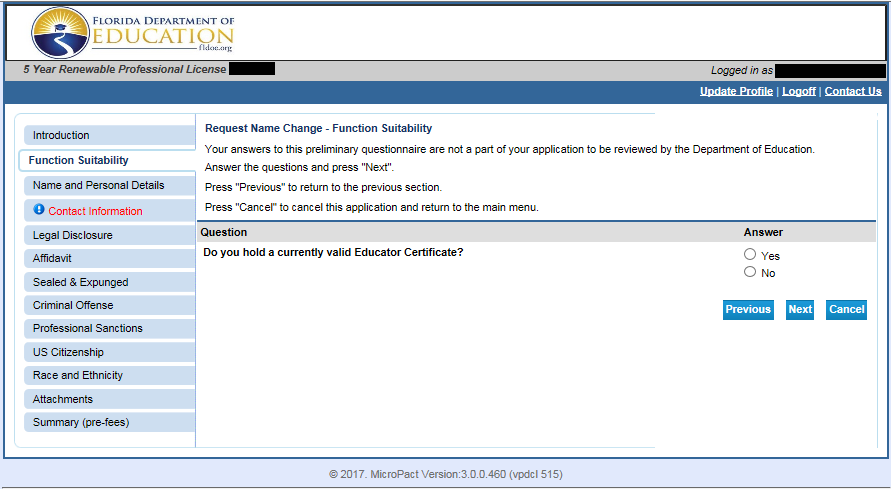 FLORIDA DEPARTMENT OF
EDUCATION
fldoe.org
5 Year Renewable Professional License
Logged in as
Update Profile | Logoff | Contact Us
Introduction
Function Suitability
Name and Personal Details
Contact Information
Legal Disclosure
Affidavit
Sealed & Expunged
Criminal Offense
Professional Sanctions
US Citizenship
Race and Ethnicity
Attachments
Summary (pre-fees)
Request Name Change - Function Suitability
Your answers to this preliminary questionnaire are not a part of your application to be reviewed by the Department of Education.
Answer the questions and press "Next".
Press "Previous" to return to the previous section.
Press "Cancel" to cancel this application and return to the main menu.
Question Answer
Do you hold a currently valid Educator Certificate?
Yes
No
Previous Next Cancel
© 2017. MicroPact Version:3.0.0.460 (vpdcl 515)